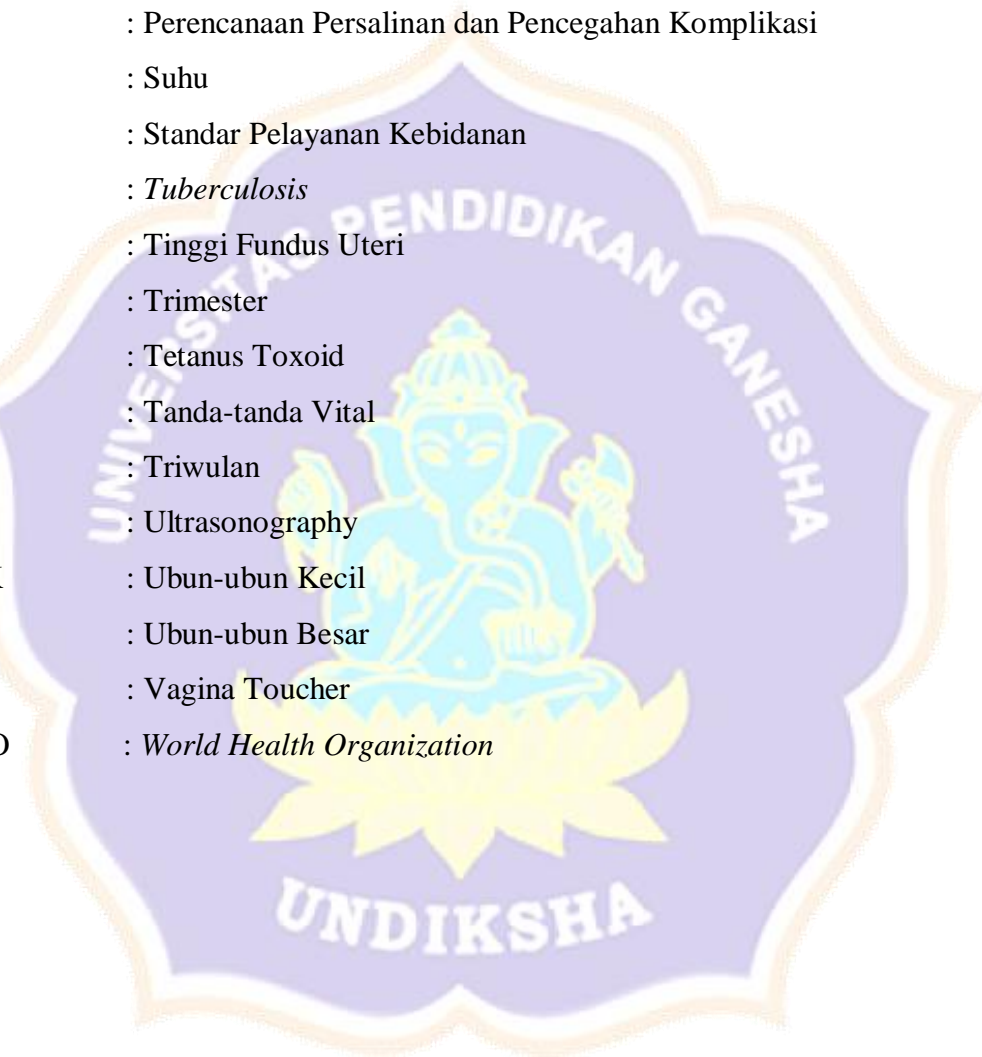 : Perencanaan Persalinan dan Pencegahan Komplikasi
: Suhu
: Standar Pelayanan Kebidanan
: Tuberculosis
: Tinggi Fundus Uteri
: Trimester
: Tetanus Toxoid
: Tanda-tanda Vital
: Triwulan
: Ultrasonography
: Ubun-ubun Kecil
: Ubun-ubun Besar
: Vagina Toucher
: World Health Organization
UNIVERSITAS PENDIDIKAN GANESHA
UNDIKSHA